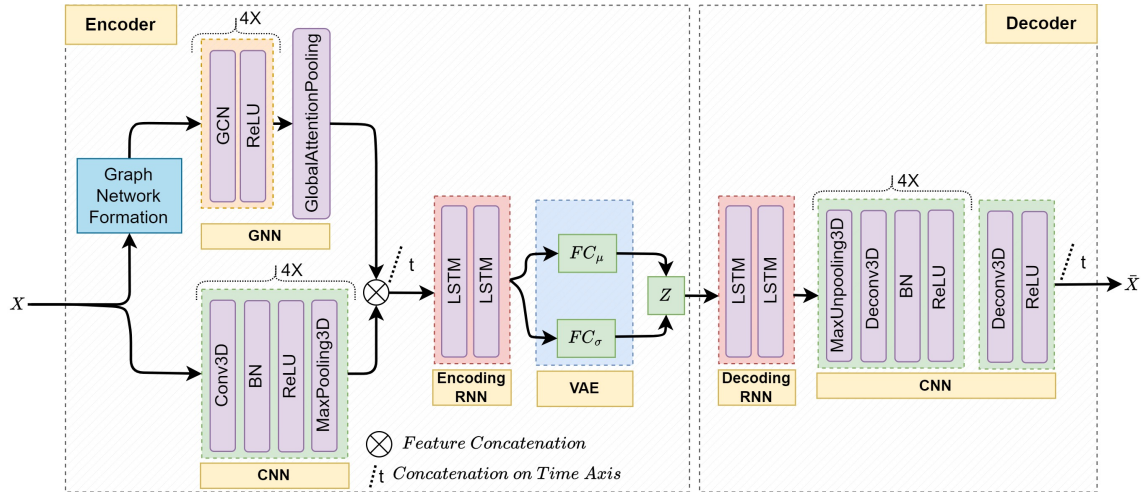 Encoder
Decoder
4X
GCN
ReLU
GlobalAttentionPooling
Graph
Network
Formation
GNN
4X
X
Conv3D
BN
ReLU
MaxPooling3D
CNN
t
LSTM
LSTM
Encoding
RNN
FCμ
FCσ
VAE
Z
LSTM
LSTM
Decoding
RNN
4X
MaxUnpooling3D
Deconv3D
BN
ReLU
Deconv3D
ReLU
CNN
t
X̄
Feature Concatenation
t Concatenation on Time Axis